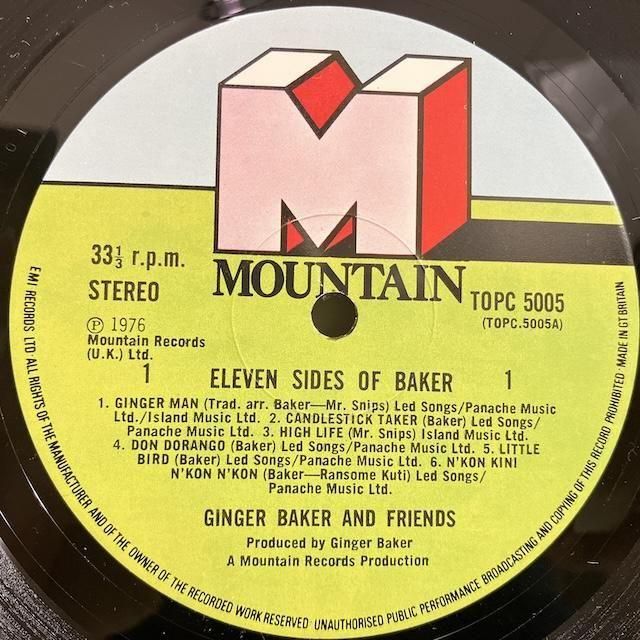 M
MOUNTAIN
33⅓ r.p.m.
STEREO
TOPC 5005
(TOPC.5005A)
Ⓟ 1976
Mountain Records
(U.K.) Ltd.
1 ELEVEN SIDES OF BAKER 1
1. GINGER MAN (Trad. arr. Baker—Mr. Snips) Led Songs/Panache Music
Ltd./Island Music Ltd. 2. CANDLESTICK TAKER (Baker) Led Songs/
Panache Music Ltd. 3. HIGH LIFE (Mr. Snips) Island Music Ltd.
4. DON DORANGO (Baker) Led Songs/Panache Music Ltd. 5. LITTLE
BIRD (Baker) Led Songs/Panache Music Ltd. 6. N'KON KINI
N'KON N'KON (Baker—Ransome Kuti) Led Songs/
Panache Music Ltd.
GINGER BAKER AND FRIENDS
Produced by Ginger Baker
A Mountain Records Production
EMI RECORDS LTD · ALL RIGHTS OF THE MANUFACTURER AND OF THE OWNER OF THE RECORDED WORK RESERVED · UNAUTHORISED PUBLIC PERFORMANCE BROADCASTING AND COPYING OF THIS RECORD PROHIBITED · MADE IN GT BRITAIN